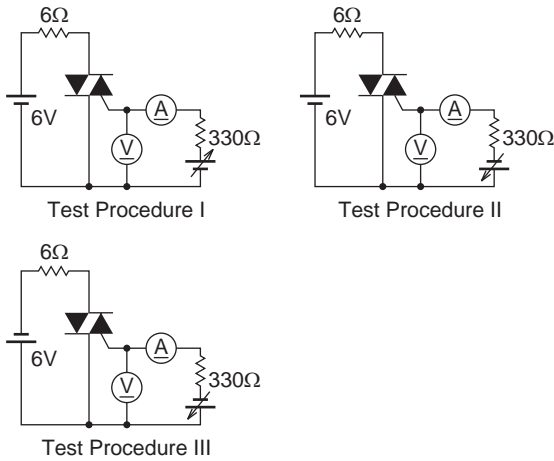 6Ω
6V
A
V
330Ω
Test Procedure I
6Ω
6V
A
V
330Ω
Test Procedure II
6Ω
6V
A
V
330Ω
Test Procedure III